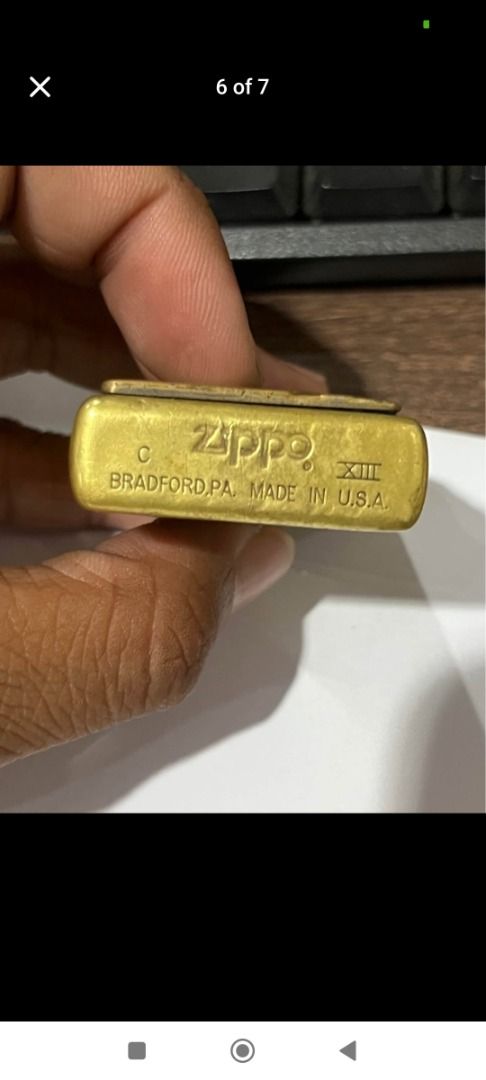 6 of 7
Zippo®
C XIII
BRADFORD,PA. MADE IN U.S.A.